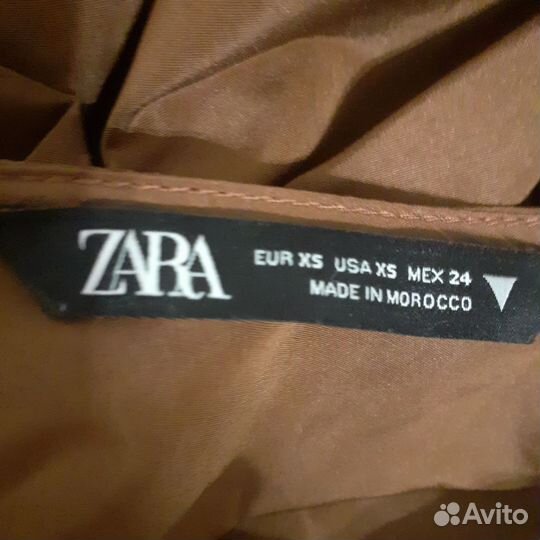 ZARA
EUR XS USA XS MEX 24
MADE IN MOROCCO
Avito